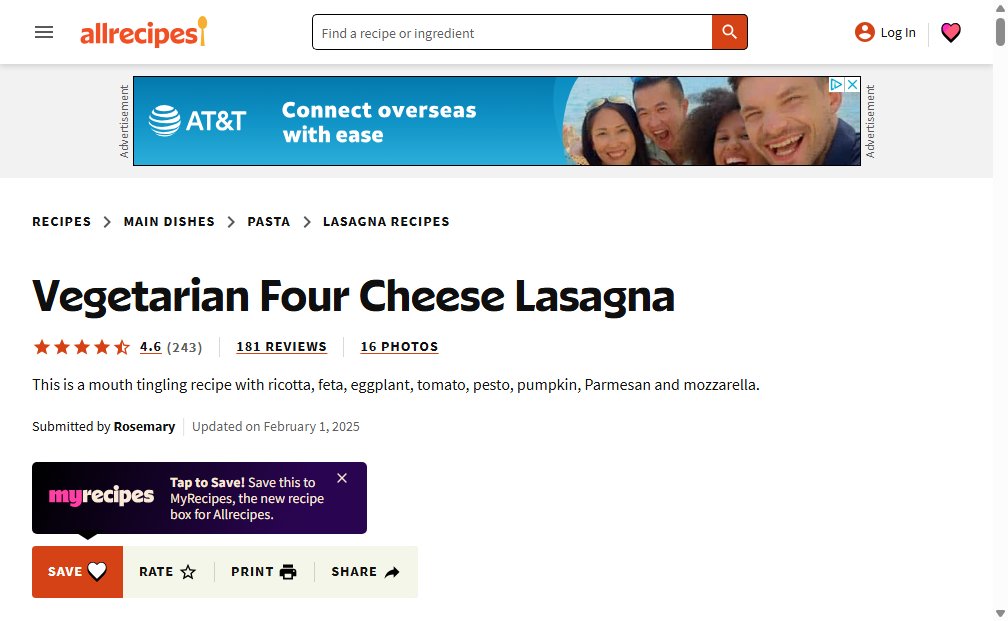 allrecipes
Find a recipe or ingredient
Log In
Advertisement
AT&T
Connect overseas
with ease
Advertisement
RECIPES > MAIN DISHES > PASTA > LASAGNA RECIPES
Vegetarian Four Cheese Lasagna
4.6 (243) 181 REVIEWS 16 PHOTOS
This is a mouth tingling recipe with ricotta, feta, eggplant, tomato, pesto, pumpkin, Parmesan and mozzarella.
Submitted by Rosemary Updated on February 1, 2025
myrecipes
Tap to Save! Save this to
MyRecipes, the new recipe
box for Allrecipes.
SAVE RATE PRINT SHARE